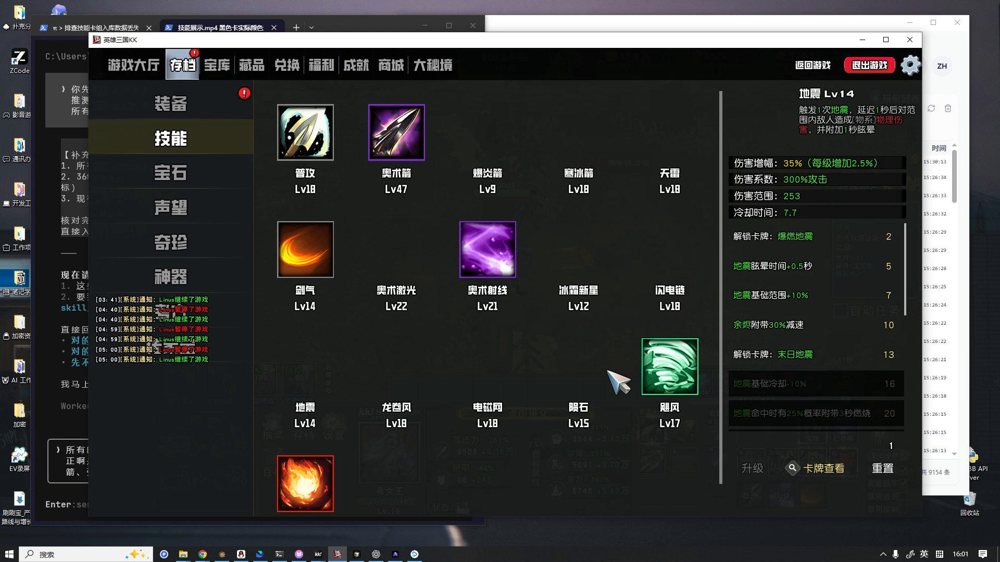 π > 排查技能卡组入库数据丢失
技能展示.mp4 黑色卡实际颜色
英雄三国KK
游戏大厅
存档
宝库
藏品
兑换
福利
成就
商城
大秘境
返回游戏
退出游戏
装备
技能
宝石
声望
奇珍
神器
[03: 41][系统]通知: Linus继续了游戏
[04: 40][系统]通知: Linus暂停了游戏
[04: 40][系统]通知: Linus继续了游戏
[04: 59][系统]通知: Linus暂停了游戏
[04: 59][系统]通知: Linus继续了游戏
[05: 00][系统]通知: Linus暂停了游戏
[05: 00][系统]通知: Linus继续了游戏
普攻
Lv18
奥术箭
Lv47
爆炎箭
Lv9
寒冰箭
Lv18
天雷
Lv18
剑气
Lv14
奥术激光
Lv22
奥术射线
Lv21
冰霜新星
Lv12
闪电链
Lv18
地震
Lv14
龙卷风
Lv18
电磁网
Lv18
陨石
Lv15
飓风
Lv17
地震 Lv14
触发1次地震，延迟1秒后对范
围内敌人造成[物系]物理伤
害，并附加1秒眩晕
伤害增幅：35%（每级增加2.5%）
伤害系数：300%攻击
伤害范围：253
冷却时间：7.7
解锁卡牌：爆燃地震 2
地震眩晕时间+0.5秒 5
地震基础范围+10% 7
余烬附带30%减速 10
解锁卡牌：末日地震 13
地震基础冷却-10% 16
地震命中时有25%概率附带3秒燃烧 20
1
升级
卡牌查看
重置
C:\Users
❯ 你先
推测
所有
【补充
1. 所有
2. 36
标）
3. 现有
核对完
直接入
现在请
1. 这
2. 要
skill
直接回
· 对的
· 对的
· 先不
我马上
Worke
❯ 所有
正啊
箭、
Enter:se
ZH
时间
15:30:13
15:26:34
15:26:33
15:26:32
15:26:29
15:26:29
15:26:28
15:26:25
15:26:24
15:26:22
15:26:22
15:26:21
15:26:19
15:26:18
15:26:15
15:26:15
15:26:13
共 9154 条
扑克分
ZCode
影音游
通讯办
开发工
工作项
笔记学
加密资
AI 工作
加密
EV录屏
刷刷宝_产
路线与增长
回收站
搜索
英
拼
16:01